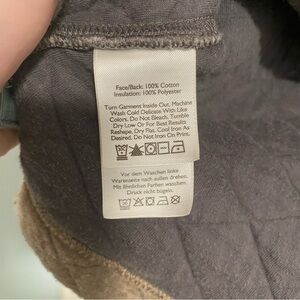 Face/Back: 100% Cotton
Insulation: 100% Polyester
Turn Garment Inside Out, Machine
Wash Cold Delicate With Like
Colors. Do Not Bleach. Tumble
Dry Low Or For Best Results
Reshape, Dry Flat, Cool Iron As
Desired. Do Not Iron On Print.
Vor dem Waschen linke
Warenseite nach außen drehen.
Mit ähnlichen Farben waschen.
Druck nicht bügeln.